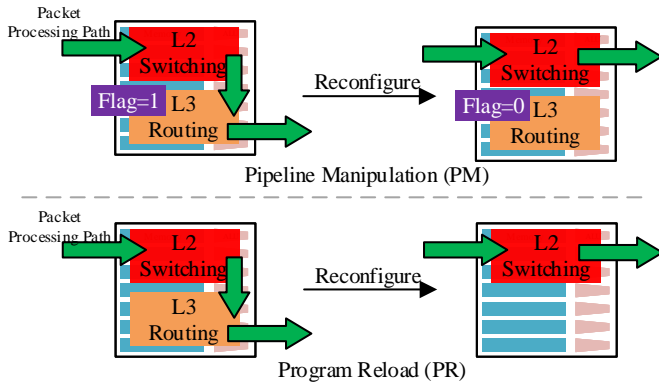 Packet
Processing Path
L2
Switching
Flag=1
L3
Routing
Reconfigure
L2
Switching
Flag=0
L3
Routing
Pipeline Manipulation (PM)
Packet
Processing Path
L2
Switching
L3
Routing
Reconfigure
L2
Switching
Program Reload (PR)